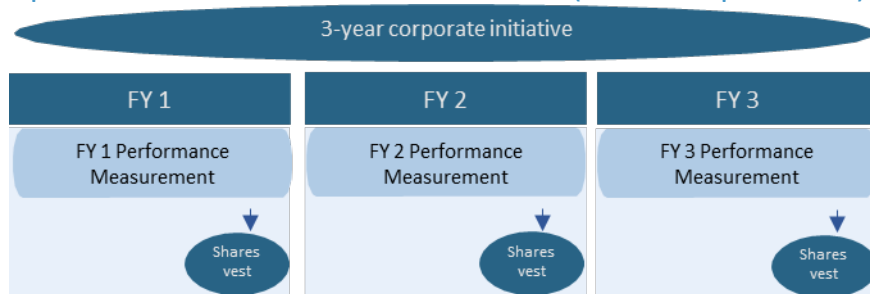 3-year corporate initiative
FY 1
FY 2
FY 3
FY 1 Performance
Measurement
FY 2 Performance
Measurement
FY 3 Performance
Measurement
Shares
vest
Shares
vest
Shares
vest